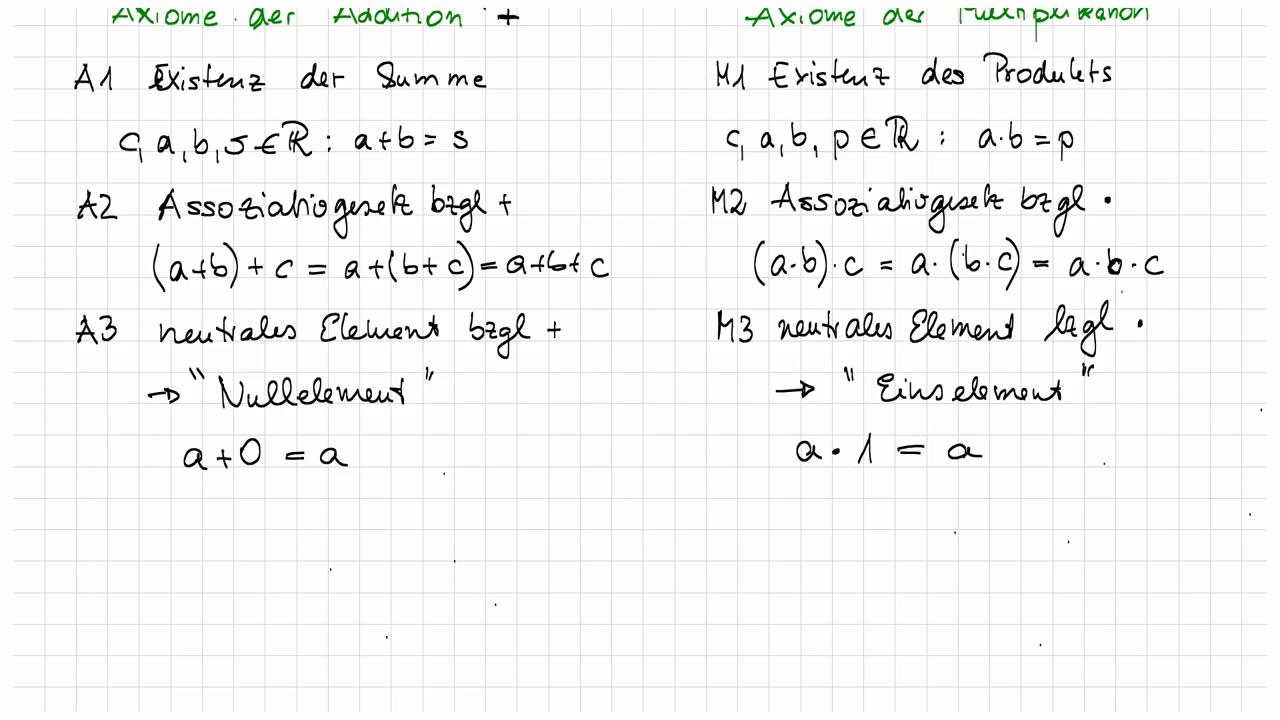 Axiome der Addition +
A1 Existenz der Summe
c, a, b, s ∈ ℝ : a+b = s
A2 Assoziativgesetz bzgl +
(a+b) + c = a+(b+c) = a+b+c
A3 neutrales Element bzgl +
→ "Nullelement"
a + 0 = a
Axiome der Multiplikation
M1 Existenz des Produkts
c, a, b, p ∈ ℝ : a·b = p
M2 Assoziativgesetz bzgl ·
(a·b)·c = a·(b·c) = a·b·c
M3 neutrales Element bzgl ·
→ "Einselement"
a · 1 = a